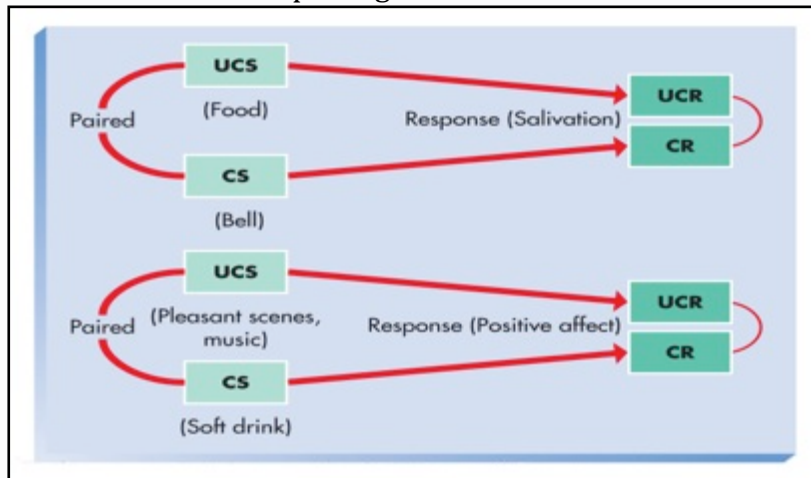 UCS
(Food)
Paired
Response (Salivation)
UCR
CR
CS
(Bell)
UCS
(Pleasant scenes,
music)
Paired
Response (Positive affect)
UCR
CR
CS
(Soft drink)